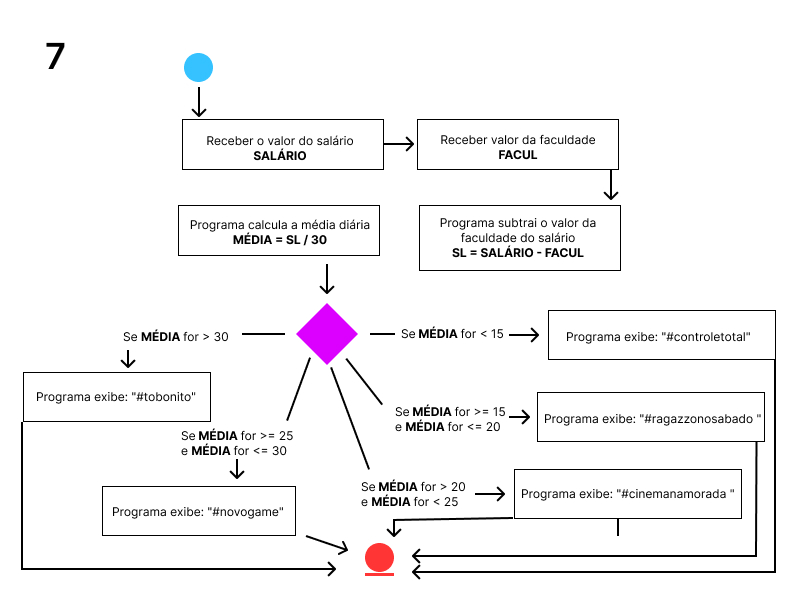 7
Receber o valor do salário
SALÁRIO
Receber valor da faculdade
FACUL
Programa calcula a média diária
MÉDIA = SL / 30
Programa subtrai o valor da
faculdade do salário
SL = SALÁRIO - FACUL
Se MÉDIA for > 30
Se MÉDIA for < 15
Programa exibe: "#controletotal"
Programa exibe: "#tobonito"
Se MÉDIA for >= 15
e MÉDIA for <= 20
Programa exibe: "#ragazzonosabado "
Se MÉDIA for >= 25
e MÉDIA for <= 30
Se MÉDIA for > 20
e MÉDIA for < 25
Programa exibe: "#cinemanamorada "
Programa exibe: "#novogame"